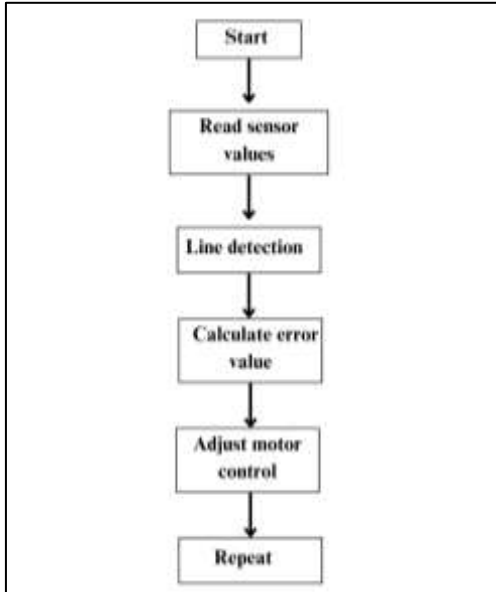 Start
Read sensor
values
Line detection
Calculate error
value
Adjust motor
control
Repeat